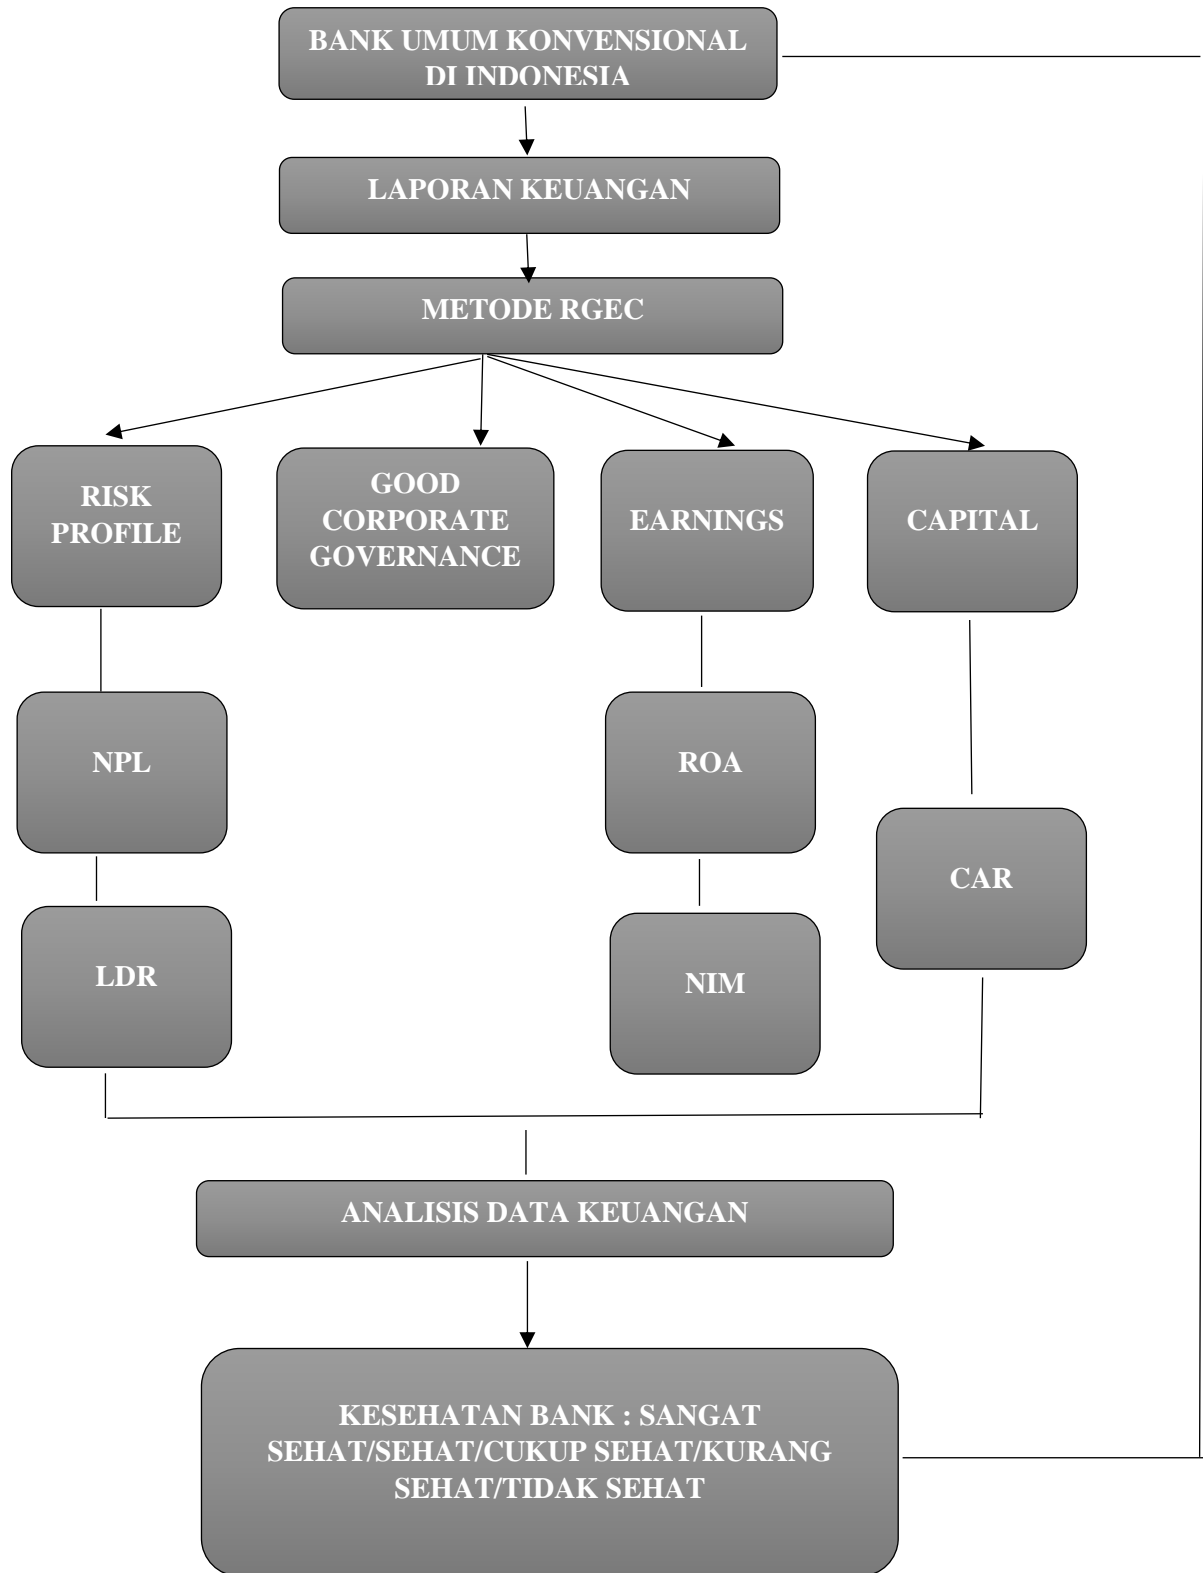 BANK UMUM KONVENSIONAL
DI INDONESIA
LAPORAN KEUANGAN
METODE RGEC
RISK
PROFILE
GOOD
CORPORATE
GOVERNANCE
EARNINGS
CAPITAL
NPL
ROA
CAR
LDR
NIM
ANALISIS DATA KEUANGAN
KESEHATAN BANK : SANGAT
SEHAT/SEHAT/CUKUP SEHAT/KURANG
SEHAT/TIDAK SEHAT